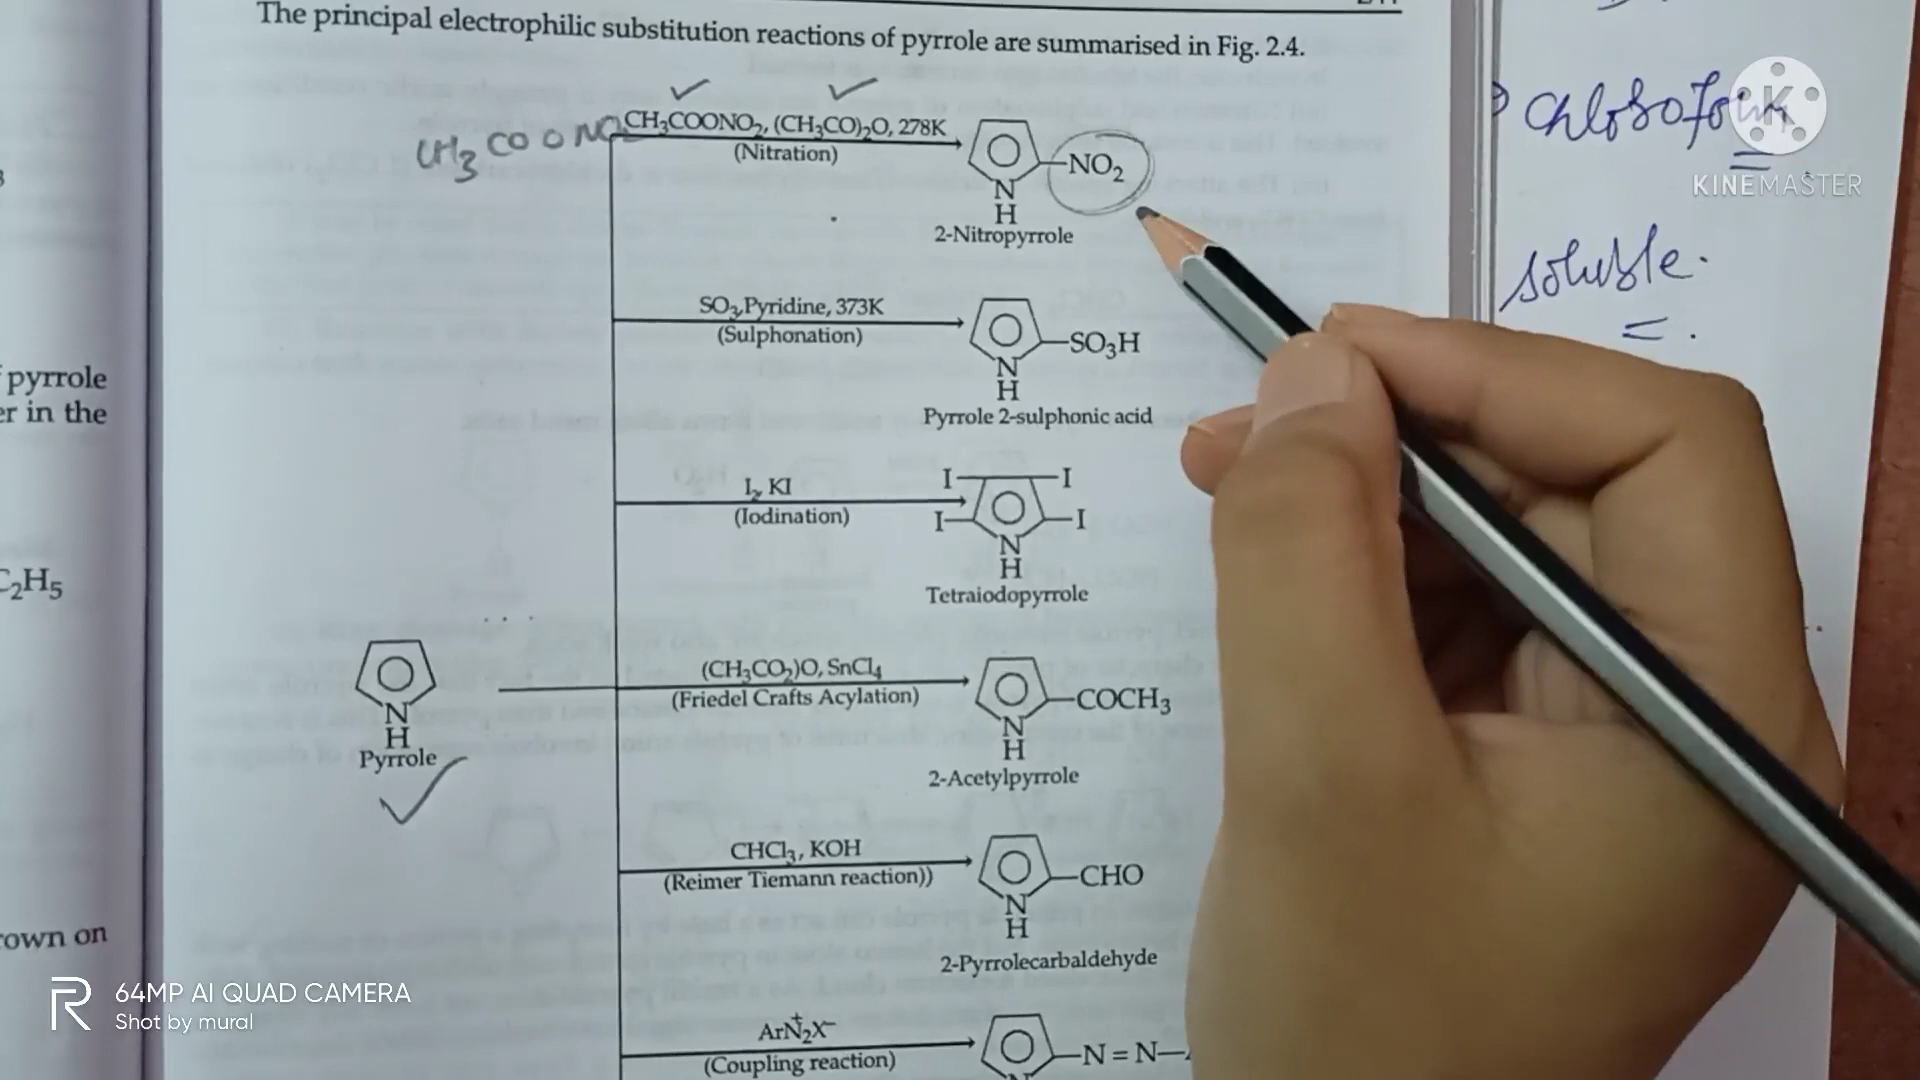 The principal electrophilic substitution reactions of pyrrole are summarised in Fig. 2.4.
CH₃COONO₂, (CH₃CO)₂O, 278K
(Nitration)
CH₃COONO
NO₂
N
H
2-Nitropyrrole
SO₃, Pyridine, 373K
(Sulphonation)
SO₃H
N
H
Pyrrole 2-sulphonic acid
I₂, KI
(Iodination)
I I
I I
N
H
Tetraiodopyrrole
(CH₃CO₂)O, SnCl₄
(Friedel Crafts Acylation)
COCH₃
N
H
2-Acetylpyrrole
N
H
Pyrrole
CHCl₃, KOH
(Reimer Tiemann reaction))
CHO
N
H
2-Pyrrolecarbaldehyde
ArN₂⁺X⁻
(Coupling reaction)
N = N—
pyrrole
er in the
C₂H₅
rown on
soluble.
K
KINEMASTER
R
64MP AI QUAD CAMERA
Shot by mural